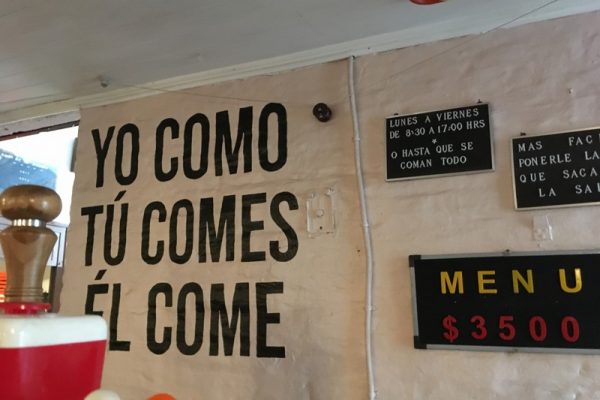 YO COMO
TÚ COMES
ÉL COME
LUNES A VIERNES
DE 8:30 A 17:00 HRS
*
O HASTA QUE SE
COMAN TODO
MAS
PONERLE LA
QUE
LA
MENU
$3500